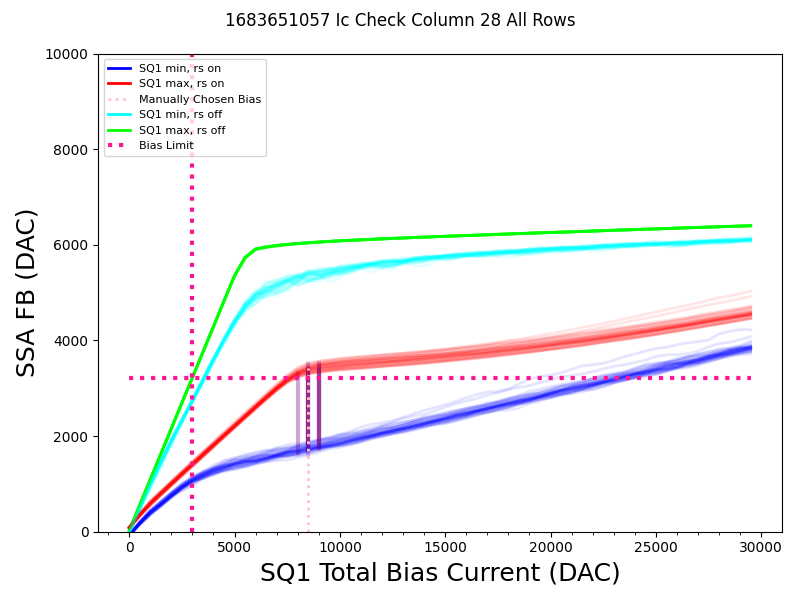 1683651057 Ic Check Column 28 All Rows
10000
8000
6000
4000
2000
0
SSA FB (DAC)
SQ1 min, rs on
SQ1 max, rs on
Manually Chosen Bias
SQ1 min, rs off
SQ1 max, rs off
Bias Limit
0 5000 10000 15000 20000 25000 30000
SQ1 Total Bias Current (DAC)